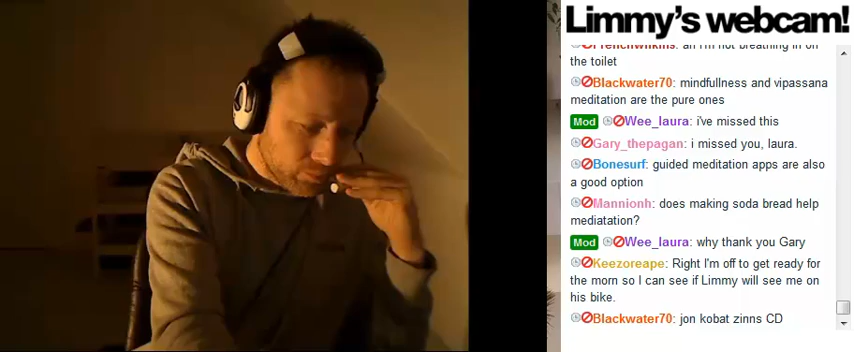 Limmy's webcam!
Frenchwilkins: ah i'm not breathing in on
the toilet
Blackwater70: mindfullness and vipassana
meditation are the pure ones
Mod Wee_laura: i've missed this
Gary_thepagan: i missed you, laura.
Bonesurf: guided meditation apps are also
a good option
Mannionh: does making soda bread help
mediatation?
Mod Wee_laura: why thank you Gary
Keezoreape: Right I'm off to get ready for
the morn so I can see if Limmy will see me on
his bike.
Blackwater70: jon kobat zinns CD